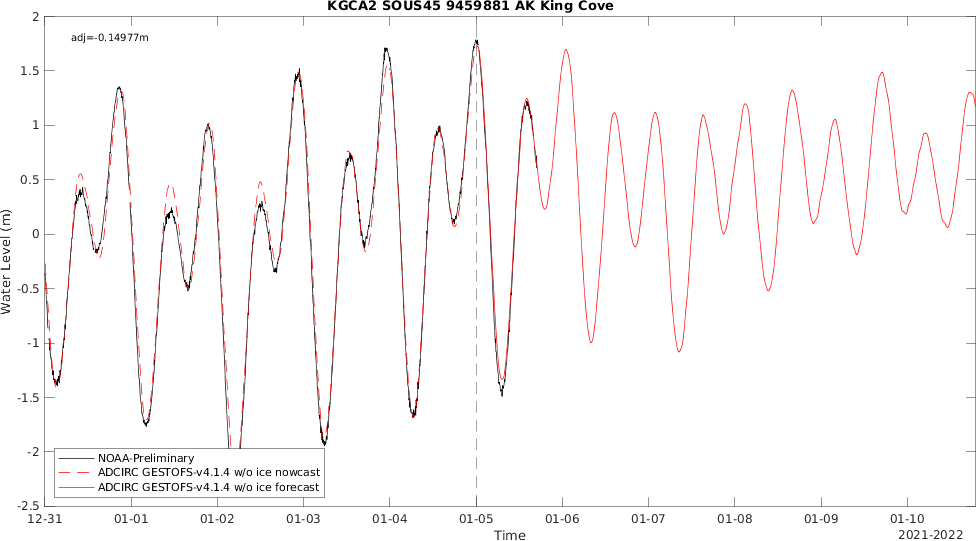 KGCA2 SOUS45 9459881 AK King Cove
adj=-0.14977m
2
1.5
1
0.5
0
-0.5
-1
-1.5
-2
-2.5
Water Level (m)
NOAA-Preliminary
ADCIRC GESTOFS-v4.1.4 w/o ice nowcast
ADCIRC GESTOFS-v4.1.4 w/o ice forecast
12-31 01-01 01-02 01-03 01-04 01-05 01-06 01-07 01-08 01-09 01-10
Time
2021-2022